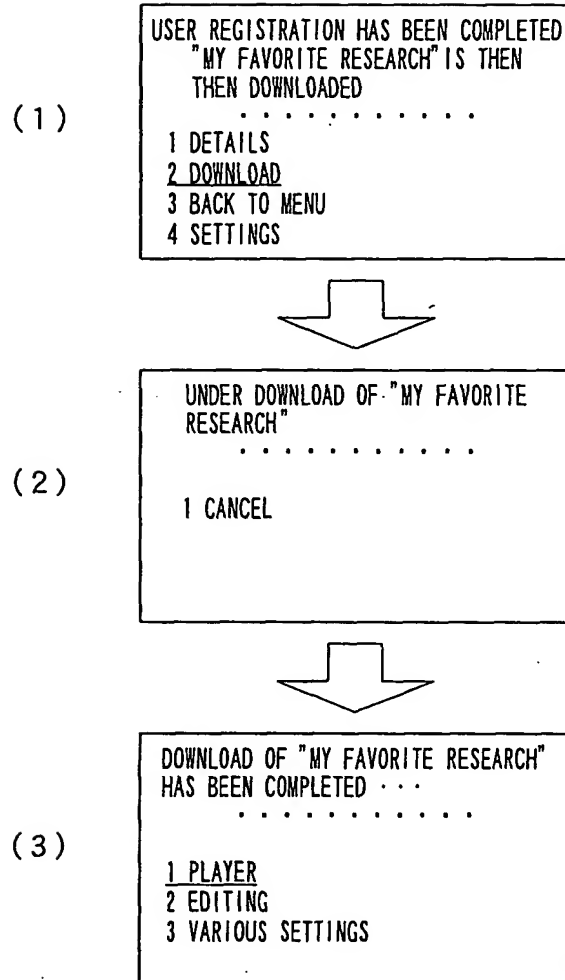 (1)
USER REGISTRATION HAS BEEN COMPLETED
"MY FAVORITE RESEARCH" IS THEN
THEN DOWNLOADED
. . . . . . . . . . .
1 DETAILS
2 DOWNLOAD
3 BACK TO MENU
4 SETTINGS
(2)
UNDER DOWNLOAD OF "MY FAVORITE
RESEARCH"
. . . . . . . . . . .
1 CANCEL
(3)
DOWNLOAD OF "MY FAVORITE RESEARCH"
HAS BEEN COMPLETED ···
. . . . . . . . . . .
1 PLAYER
2 EDITING
3 VARIOUS SETTINGS